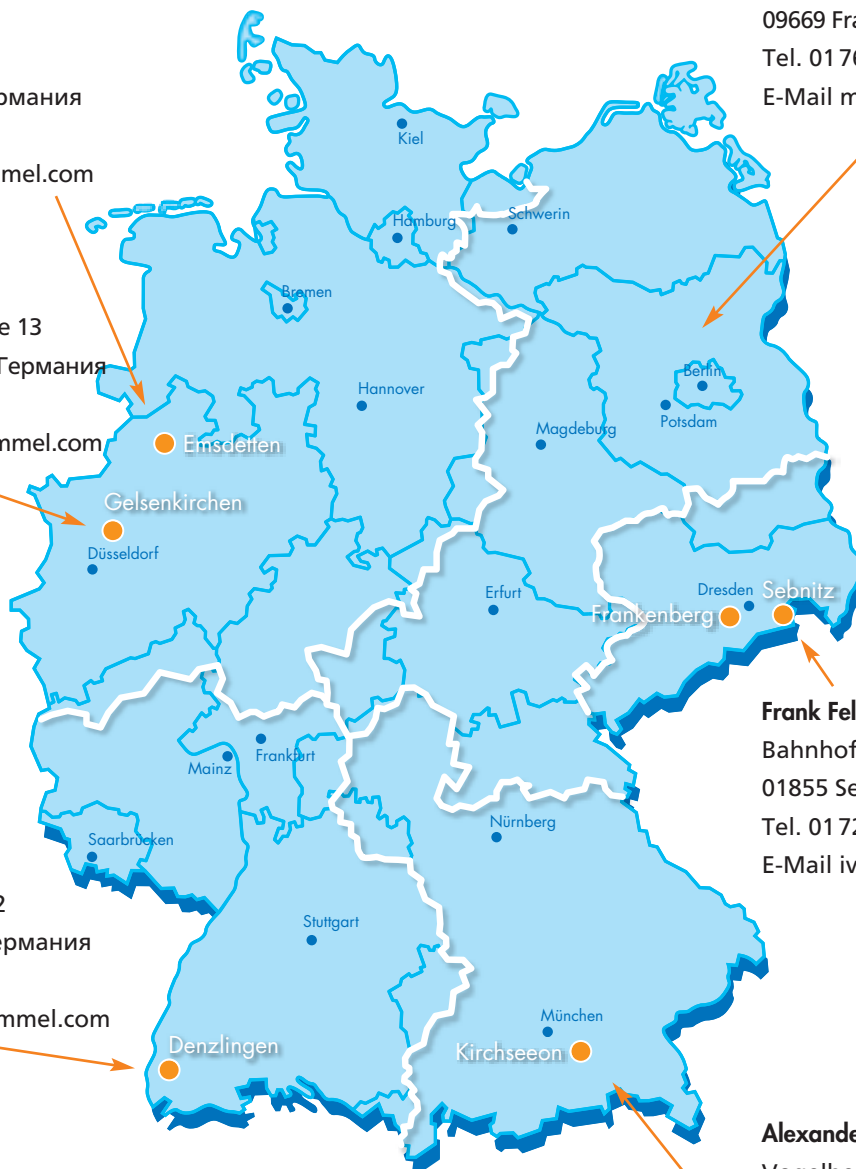 09669 Fra
Tel. 0176
E-Mail m
рмания
mel.com
Kiel
Schwerin
Hamburg
Bremen
e 13
Германия
mmel.com
Hannover
Berlin
Potsdam
Magdeburg
Emsdetten
Gelsenkirchen
Düsseldorf
Erfurt
Dresden
Sebnitz
Frankenberg
Frank Fel
Bahnhof
01855 Se
Tel. 0172
E-Mail iv
Frankfurt
Mainz
Nürnberg
Saarbrücken
2
ермания
mmel.com
Stuttgart
München
Kirchseeon
Denzlingen
Alexande